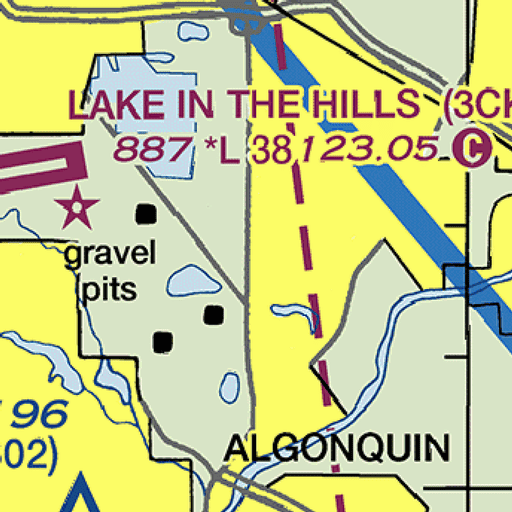 LAKE IN THE HILLS (3CK
887 *L 38 123.05 C
gravel
pits
96
02)
ALGONQUIN